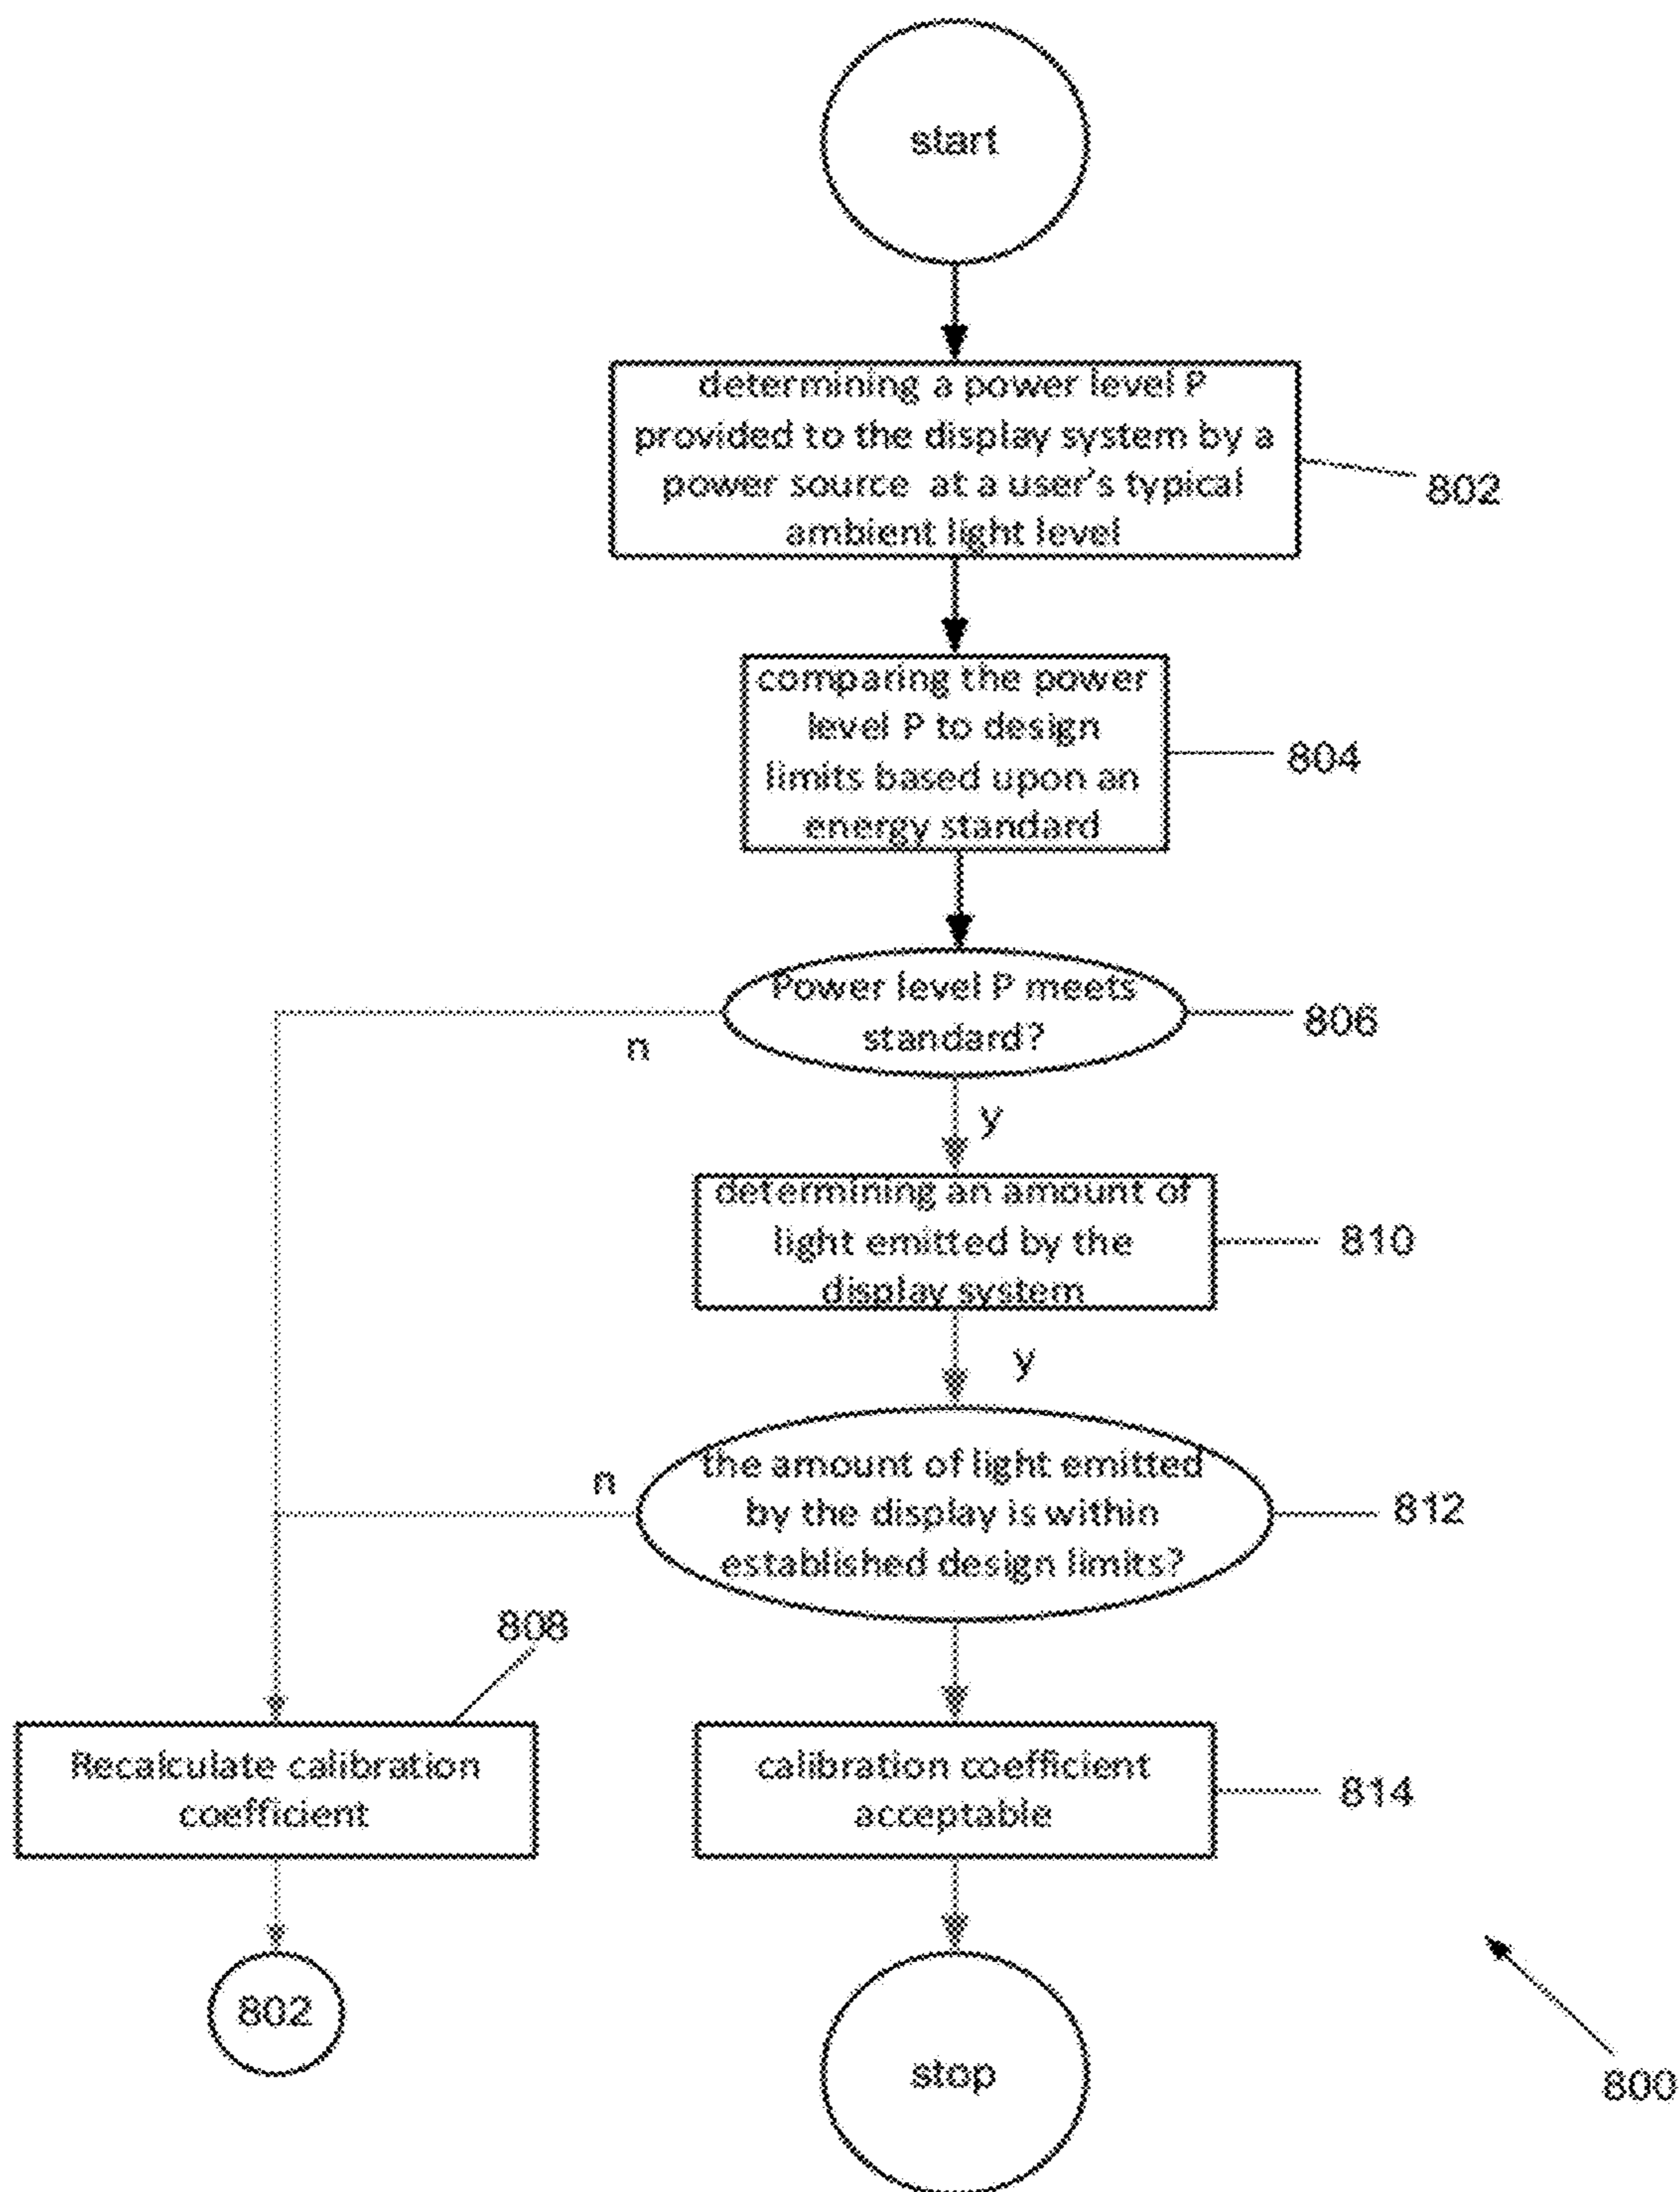 start
determining a power level P
provided to the display system by a
power source at a user's typical
ambient light level
802
comparing the power
level P to design
limits based upon an
energy standard
804
Power level P meets
standard?
806
n
y
determining an amount of
light emitted by the
display system
810
y
the amount of light emitted
by the display is within
established design limits?
812
n
808
Recalculate calibration
coefficient
calibration coefficient
acceptable
814
802
stop
800